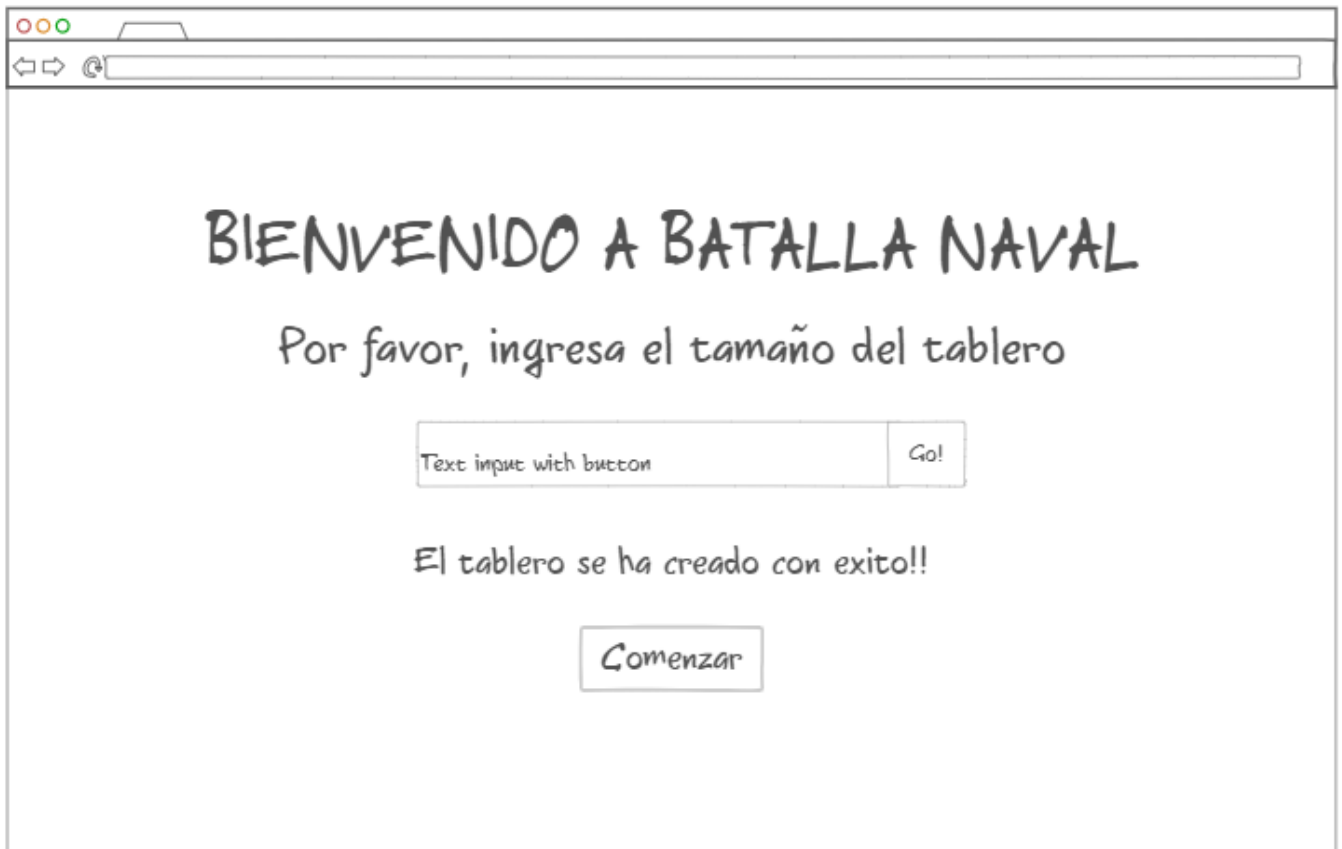 BIENVENIDO A BATALLA NAVAL
Por favor, ingresa el tamaño del tablero
Text input with button
Go!
El tablero se ha creado con exito!!
Comenzar